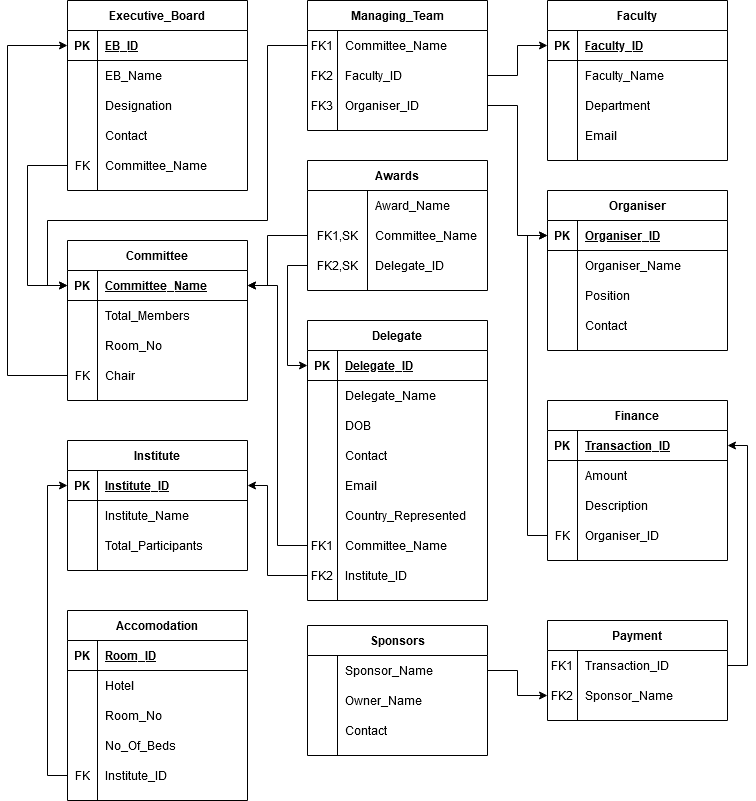 Executive_Board
PK EB_ID
EB_Name
Designation
Contact
FK Committee_Name
Managing_Team
FK1 Committee_Name
FK2 Faculty_ID
FK3 Organiser_ID
Faculty
PK Faculty_ID
Faculty_Name
Department
Email
Awards
Award_Name
FK1,SK Committee_Name
FK2,SK Delegate_ID
Organiser
PK Organiser_ID
Organiser_Name
Position
Contact
Committee
PK Committee_Name
Total_Members
Room_No
FK Chair
Delegate
PK Delegate_ID
Delegate_Name
DOB
Contact
Email
Country_Represented
FK1 Committee_Name
FK2 Institute_ID
Finance
PK Transaction_ID
Amount
Description
FK Organiser_ID
Institute
PK Institute_ID
Institute_Name
Total_Participants
Accomodation
PK Room_ID
Hotel
Room_No
No_Of_Beds
FK Institute_ID
Sponsors
Sponsor_Name
Owner_Name
Contact
Payment
FK1 Transaction_ID
FK2 Sponsor_Name